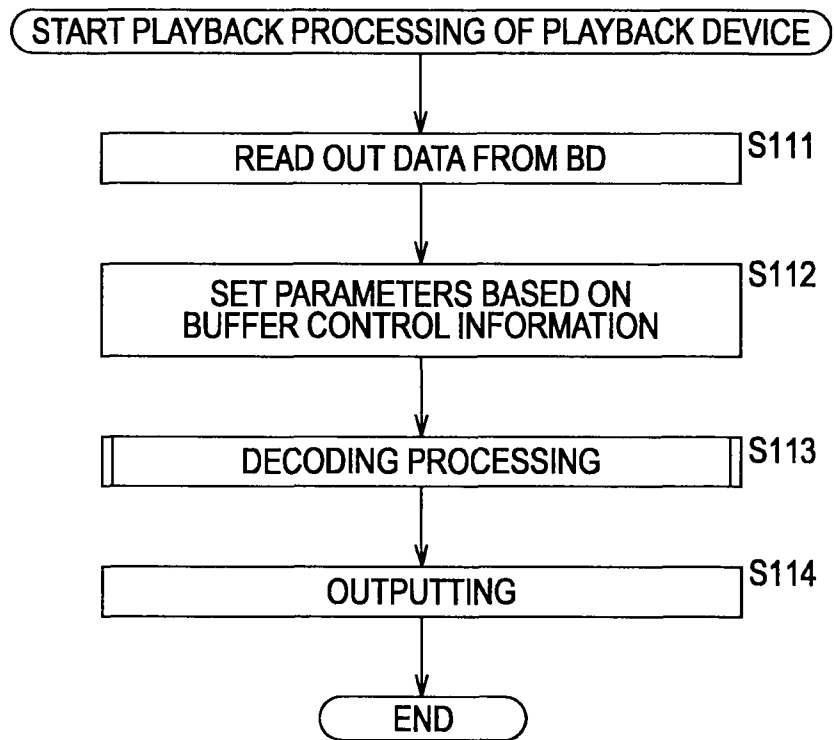 START PLAYBACK PROCESSING OF PLAYBACK DEVICE
S111
READ OUT DATA FROM BD
S112
SET PARAMETERS BASED ON
BUFFER CONTROL INFORMATION
S113
DECODING PROCESSING
S114
OUTPUTTING
END